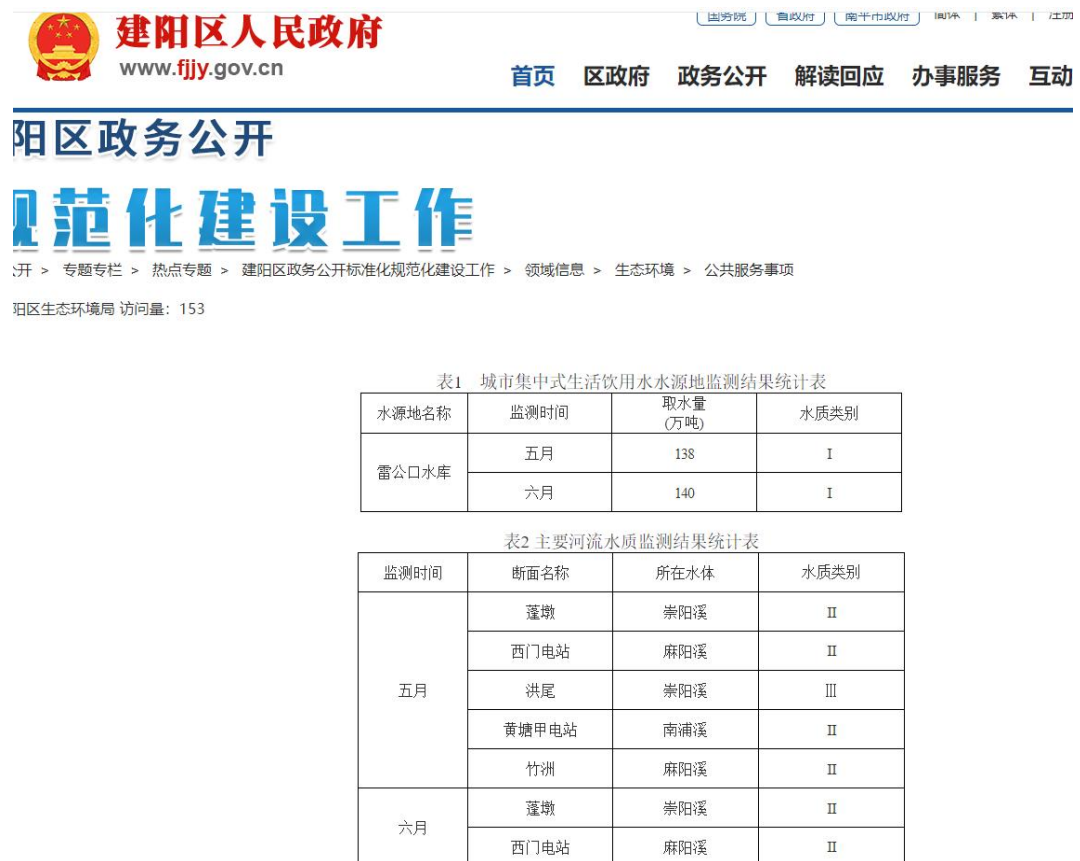 建阳区人民政府
www.fjjy.gov.cn
国务院 省政府 南平市政府 简体 | 繁体 | 注册
首页 区政府 政务公开 解读回应 办事服务 互动
阳区政务公开
规范化建设工作
公开 > 专题专栏 > 热点专题 > 建阳区政务公开标准化规范化建设工作 > 领域信息 > 生态环境 > 公共服务事项
阳区生态环境局 访问量：153
表1 城市集中式生活饮用水水源地监测结果统计表
水源地名称 监测时间 取水量 (万吨) 水质类别
雷公口水库 五月 138 I
六月 140 I
表2 主要河流水质监测结果统计表
监测时间 断面名称 所在水体 水质类别
五月 蓬墩 崇阳溪 II
西门电站 麻阳溪 II
洪尾 崇阳溪 III
黄塘甲电站 南浦溪 II
竹洲 麻阳溪 II
六月 蓬墩 崇阳溪 II
西门电站 麻阳溪 II